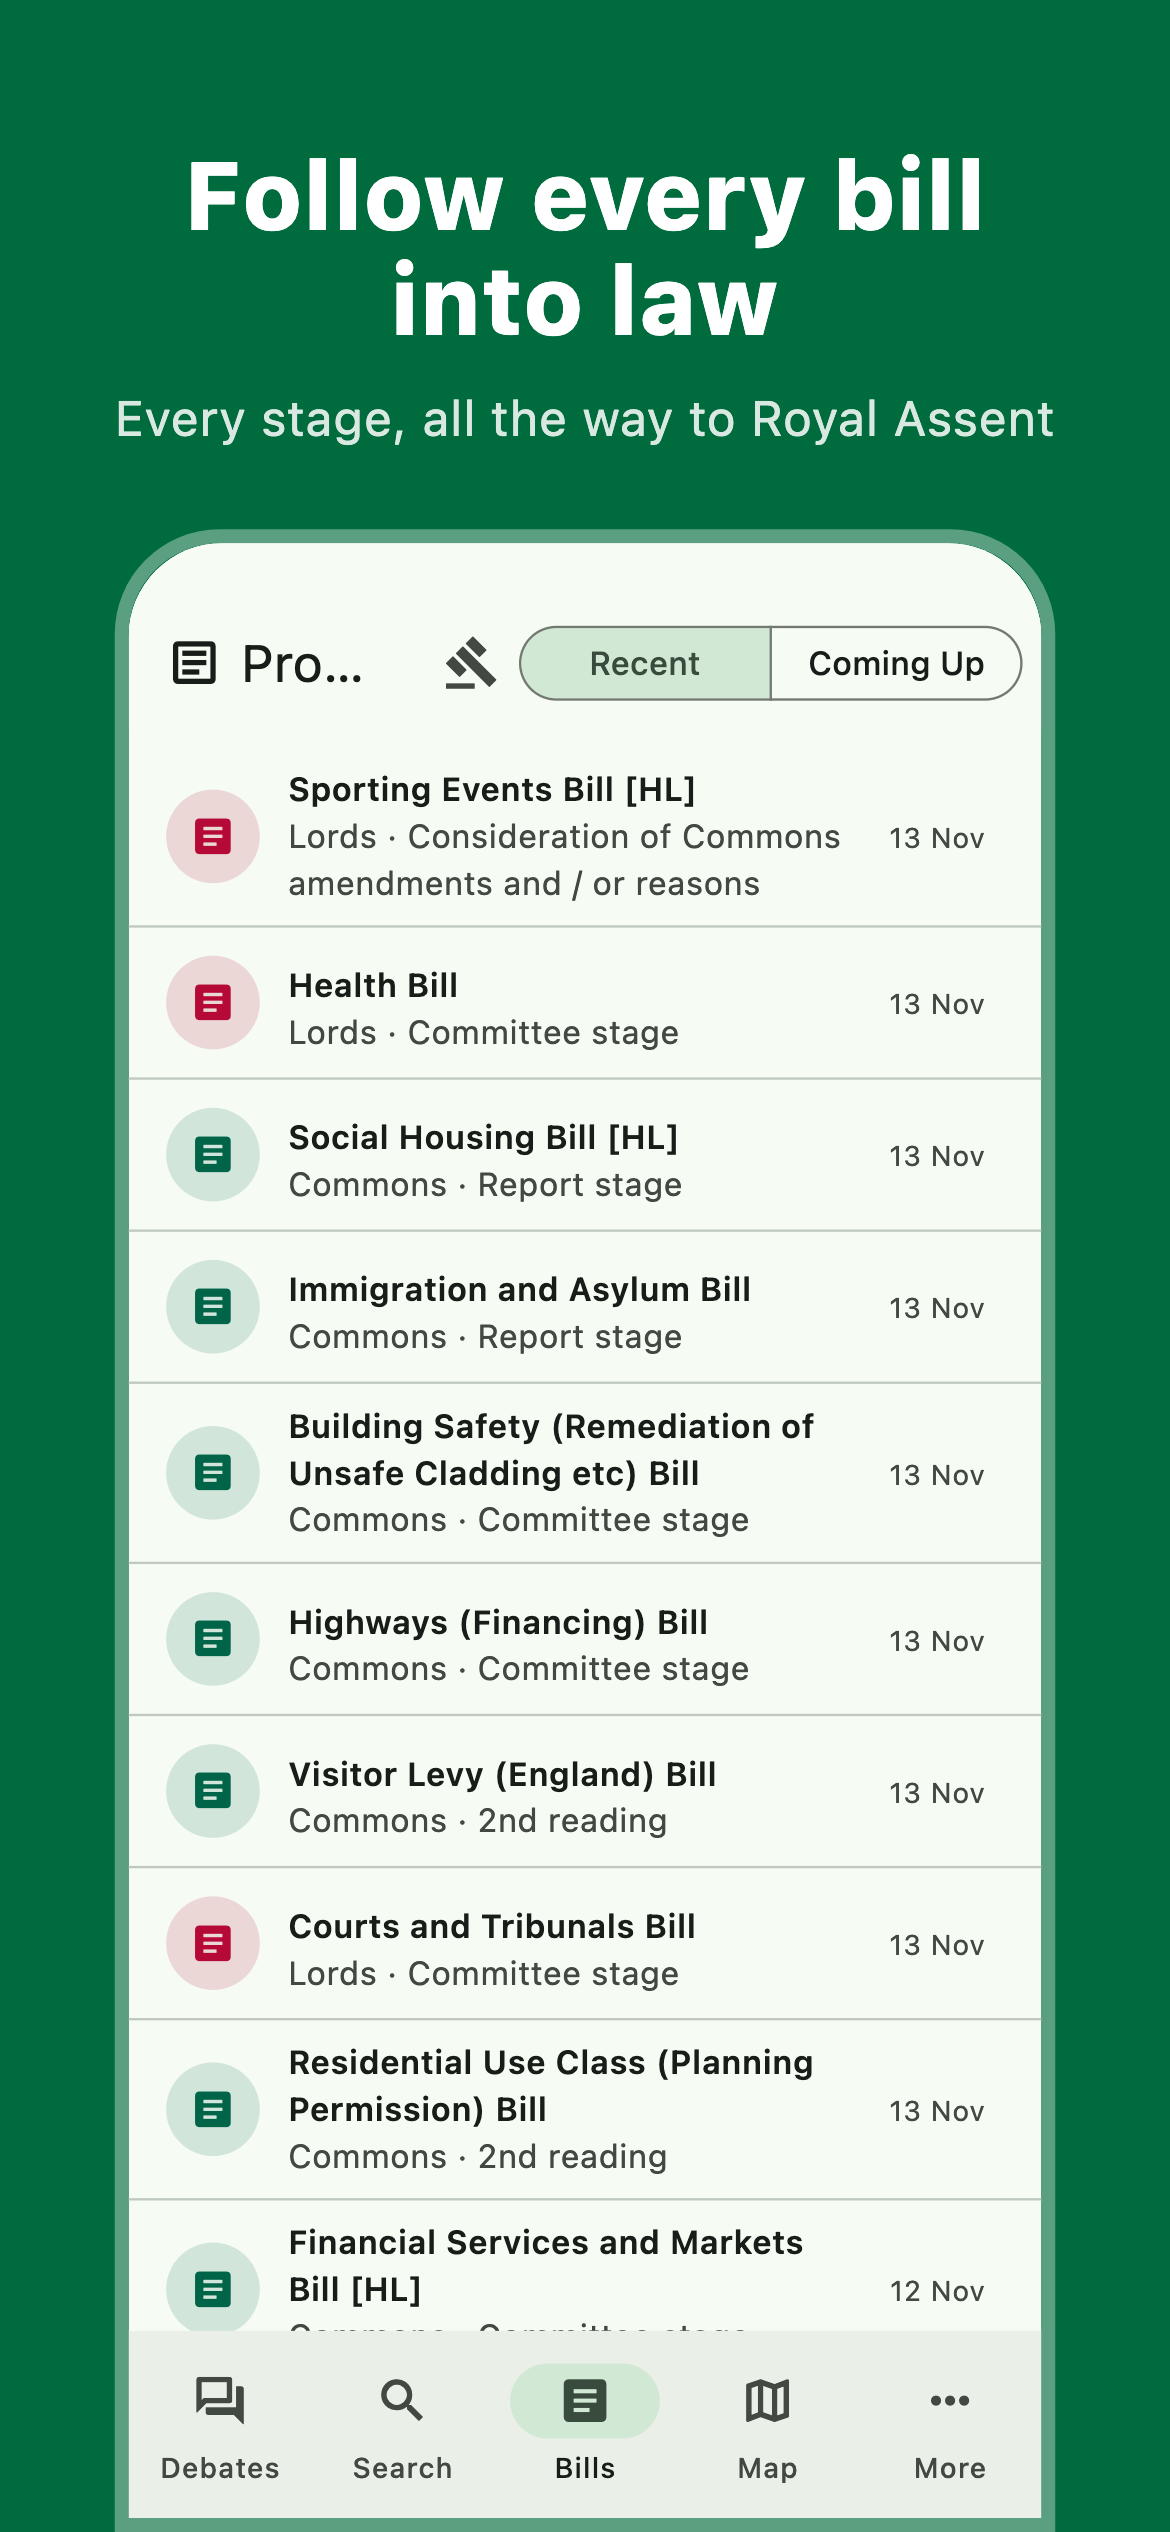 Follow every bill
into law
Every stage, all the way to Royal Assent
Pro...
Recent
Coming Up
Sporting Events Bill [HL]
Lords · Consideration of Commons
amendments and / or reasons
13 Nov
Health Bill
Lords · Committee stage
13 Nov
Social Housing Bill [HL]
Commons · Report stage
13 Nov
Immigration and Asylum Bill
Commons · Report stage
13 Nov
Building Safety (Remediation of
Unsafe Cladding etc) Bill
Commons · Committee stage
13 Nov
Highways (Financing) Bill
Commons · Committee stage
13 Nov
Visitor Levy (England) Bill
Commons · 2nd reading
13 Nov
Courts and Tribunals Bill
Lords · Committee stage
13 Nov
Residential Use Class (Planning
Permission) Bill
Commons · 2nd reading
13 Nov
Financial Services and Markets
Bill [HL]
12 Nov
Debates
Search
Bills
Map
More